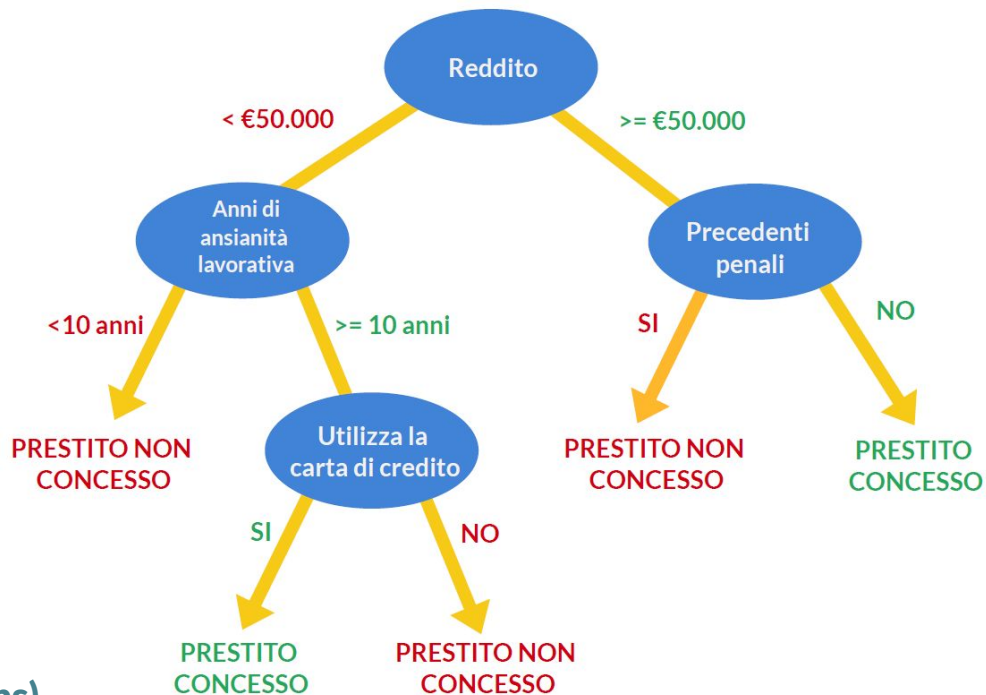 Reddito
< €50.000
>= €50.000
Anni di
ansianità
lavorativa
Precedenti
penali
<10 anni
>= 10 anni
SI
NO
PRESTITO NON
CONCESSO
Utilizza la
carta di credito
PRESTITO NON
CONCESSO
PRESTITO
CONCESSO
SI
NO
PRESTITO
CONCESSO
PRESTITO NON
CONCESSO